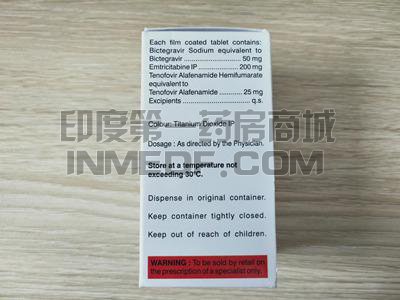 Each film coated tablet contains:
Bictegravir Sodium equivalent to
Bictegravir .................... 50 mg
Emtricitabine IP .............. 200 mg
Tenofovir Alafenamide Hemifumarate
equivalent to
Tenofovir Alafenamide ............ 25 mg
Excipients ........................ q.s.
Colour: Titanium Dioxide IP
印度第一药房商城
Dosage : As directed by the Physician.
INMEDE.COM
Store at a temperature not
exceeding 30°C.
Dispense in original container.
Keep container tightly closed.
Keep out of reach of children.
WARNING : To be sold by retail on
the prescription of a specialist only.